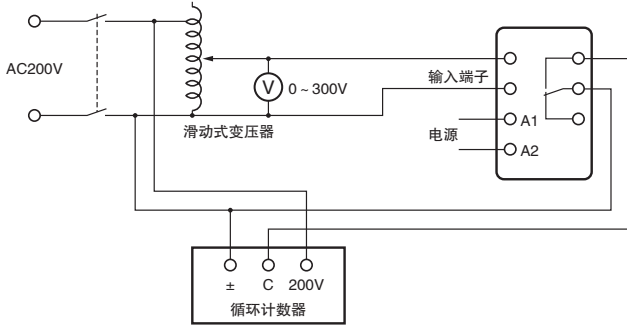 AC200V
V
0~300V
滑动式变压器
输入端子
电源
A1
A2
± C 200V
循环计数器